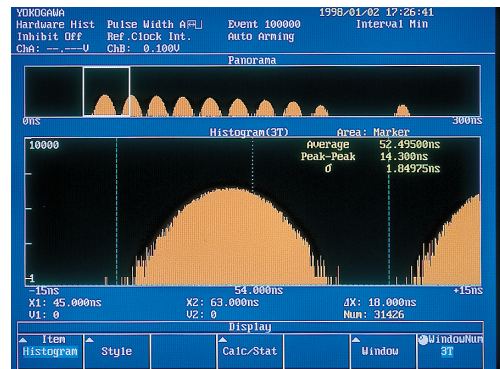 YOKOGAWA 1998/01/02 17:26:41
Hardware Hist Pulse Width A Event 100000 Interval Min
Inhibit Off Ref.Clock Int. Auto Arming
ChA: --.---V ChB: 0.100V
Panorama
0ns 300ns
Histogram(3T) Area: Marker
10000
Average 52.49500ns
Peak-Peak 14.300ns
σ 1.84975ns
1
-15ns 54.000ns +15ns
X1: 45.000ns X2: 63.000ns ΔX: 18.000ns
V1: 0 V2: 0 Num: 31426
Display
Item
Histogram
Style
Calc/Stat
Window
WindowNum
3T